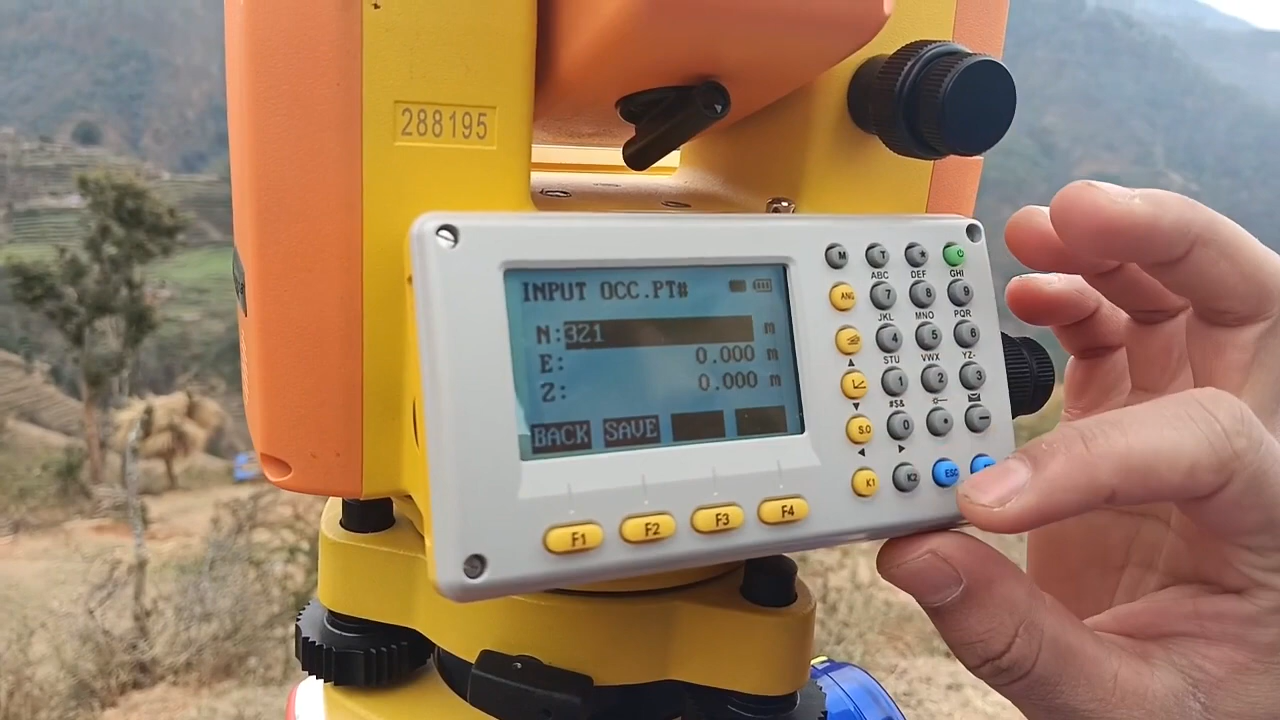 288195
INPUT OCC.PT#
N:321 m
E: 0.000 m
Z: 0.000 m
BACK SAVE
F1 F2 F3 F4
M T ★
ABC DEF GHI
ANG 7 8 9
JKL MNO PQR
4 5 6
STU VWX YZ-
1 2 3
#$&
S.O 0 • —
K1 K2 ESC